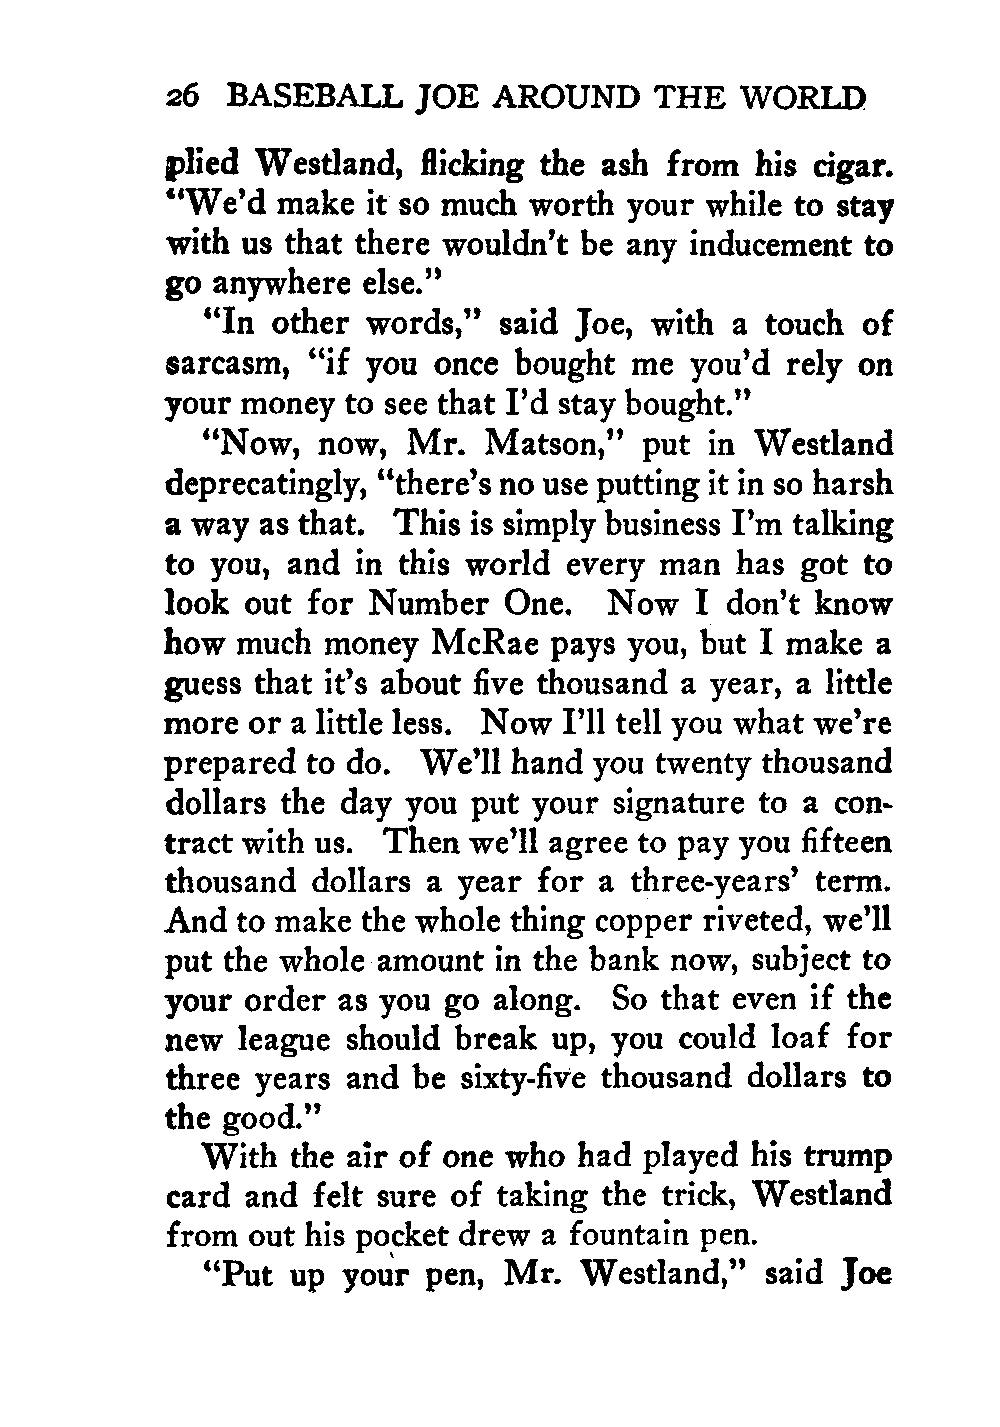 26 BASEBALL JOE AROUND THE WORLD
plied Westland, flicking the ash from his cigar.
“We’d make it so much worth your while to stay
with us that there wouldn’t be any inducement to
go anywhere else.”
“In other words,” said Joe, with a touch of
sarcasm, “if you once bought me you’d rely on
your money to see that I’d stay bought.”
“Now, now, Mr. Matson,” put in Westland
deprecatingly, “there’s no use putting it in so harsh
a way as that. This is simply business I’m talking
to you, and in this world every man has got to
look out for Number One. Now I don’t know
how much money McRae pays you, but I make a
guess that it’s about five thousand a year, a little
more or a little less. Now I’ll tell you what we’re
prepared to do. We’ll hand you twenty thousand
dollars the day you put your signature to a con-
tract with us. Then we’ll agree to pay you fifteen
thousand dollars a year for a three-years’ term.
And to make the whole thing copper riveted, we’ll
put the whole amount in the bank now, subject to
your order as you go along. So that even if the
new league should break up, you could loaf for
three years and be sixty-five thousand dollars to
the good.”
With the air of one who had played his trump
card and felt sure of taking the trick, Westland
from out his pocket drew a fountain pen.
“Put up your pen, Mr. Westland,” said Joe